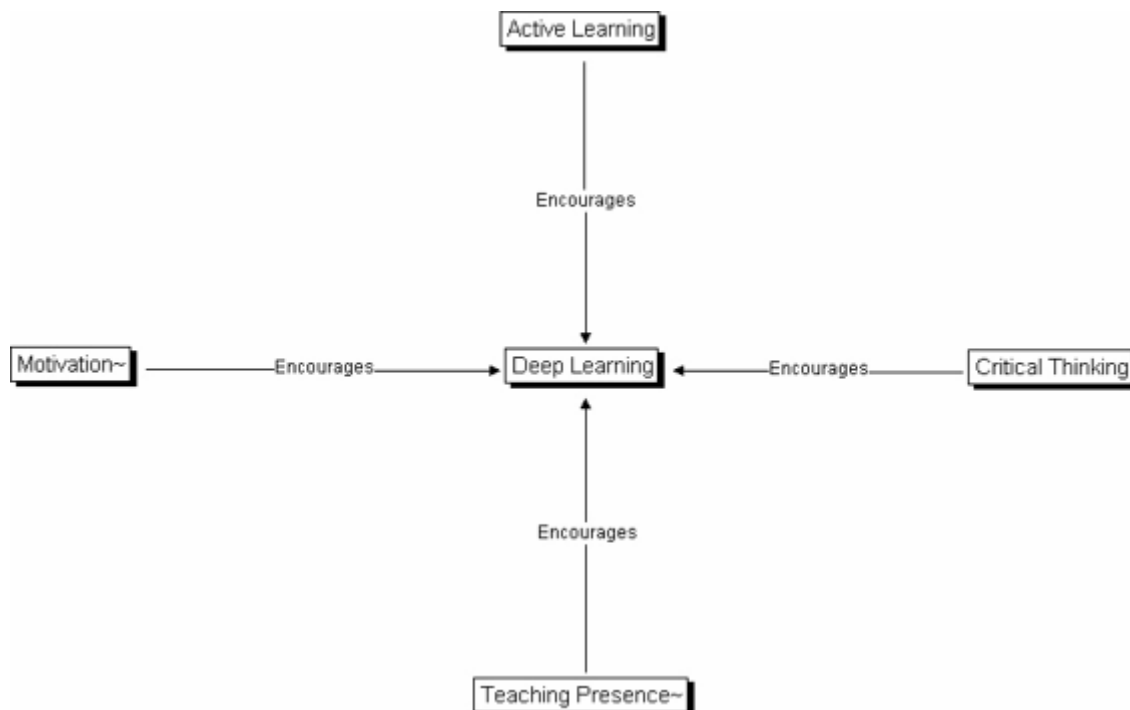 Active Learning
Encourages
Motivation~
Encourages
Deep Learning
Encourages
Critical Thinking
Encourages
Teaching Presence~